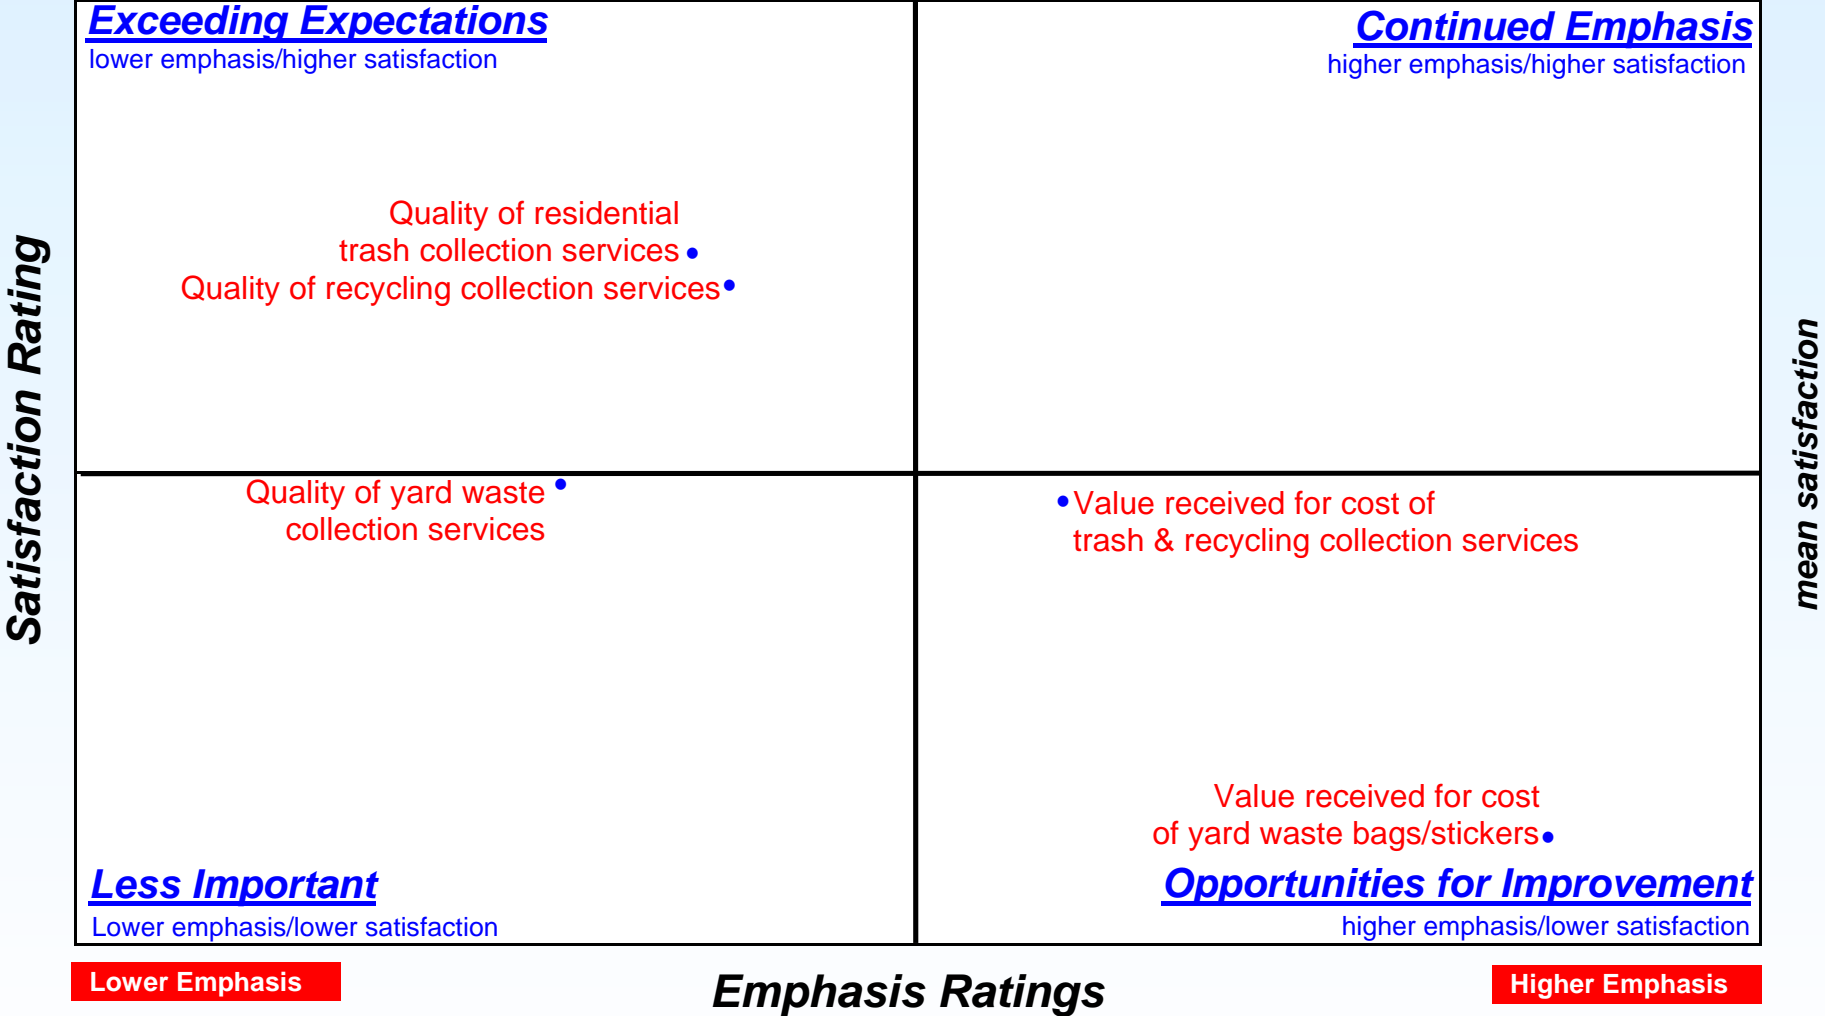 Exceeding Expectations
lower emphasis/higher satisfaction
Continued Emphasis
higher emphasis/higher satisfaction
Quality of residential
trash collection services
Quality of recycling collection services
Satisfaction Rating
mean satisfaction
Quality of yard waste
collection services
Value received for cost of
trash & recycling collection services
Value received for cost
of yard waste bags/stickers
Less Important
Lower emphasis/lower satisfaction
Opportunities for Improvement
higher emphasis/lower satisfaction
Lower Emphasis
Emphasis Ratings
Higher Emphasis